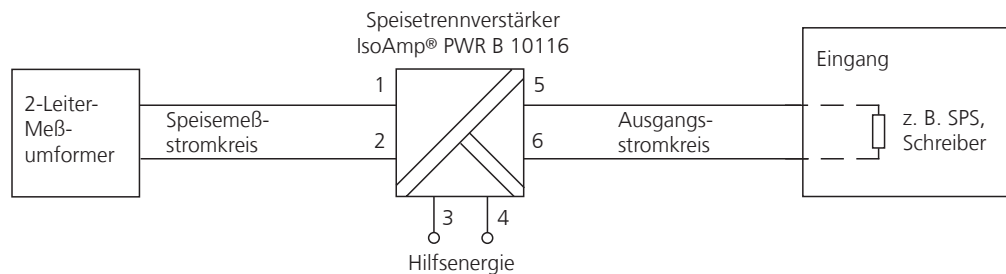 Speisetrennverstärker
IsoAmp® PWR B 10116
2-Leiter-
Meß-
umformer
Speisemeß-
stromkreis
1
2
3
4
5
6
Ausgangs-
stromkreis
Eingang
z. B. SPS,
Schreiber
Hilfsenergie